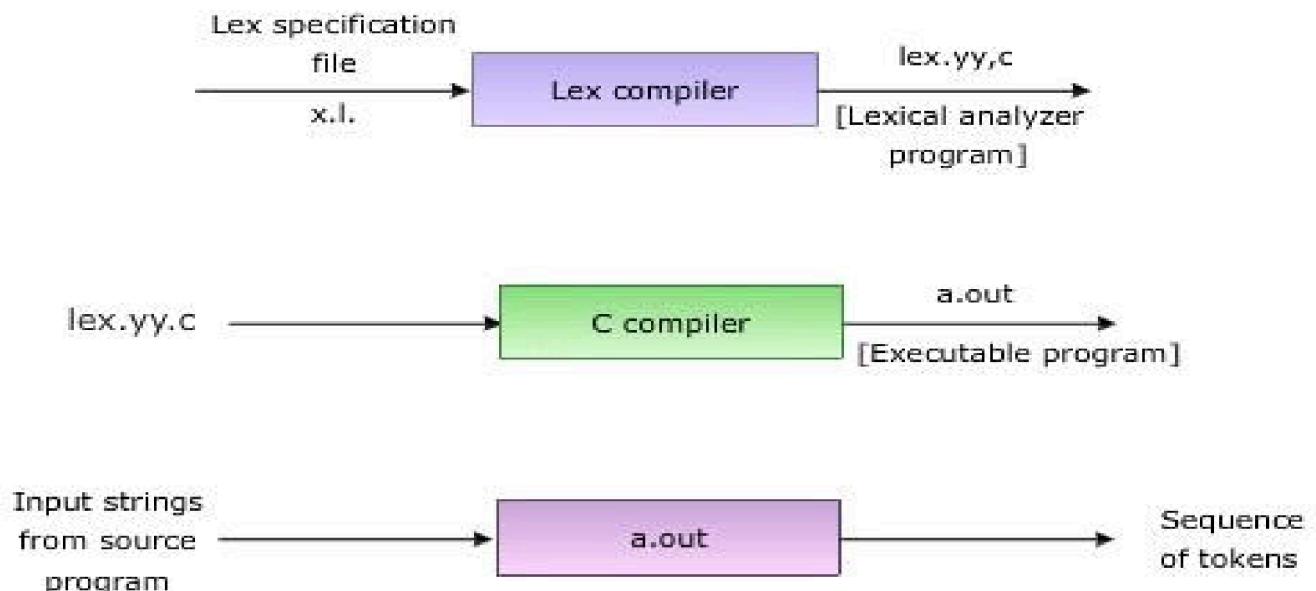 Lex specification
file
x.l.
Lex compiler
lex.yy,c
[Lexical analyzer
program]
lex.yy.c
C compiler
a.out
[Executable program]
Input strings
from source
program
a.out
Sequence
of tokens